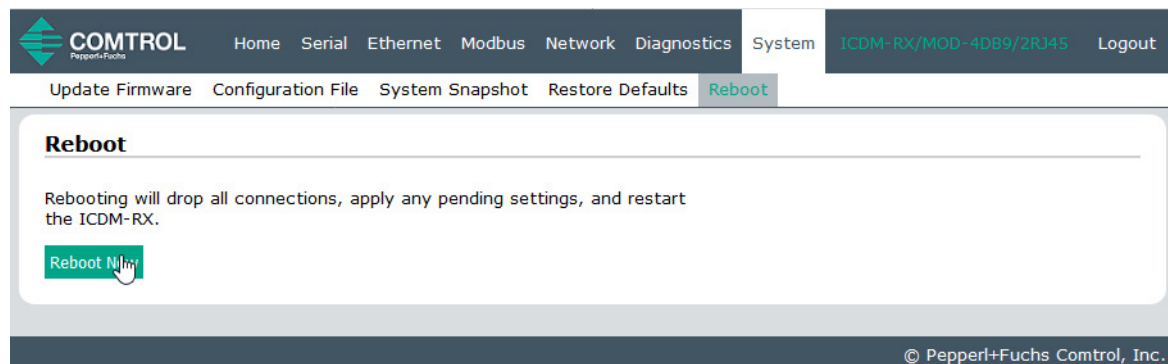 COMTROL
Pepperl+Fuchs
Home Serial Ethernet Modbus Network Diagnostics System ICDM-RX/MOD-4DB9/2RJ45 Logout
Update Firmware Configuration File System Snapshot Restore Defaults Reboot
Reboot
Rebooting will drop all connections, apply any pending settings, and restart
the ICDM-RX.
Reboot Now
© Pepperl+Fuchs Comtrol, Inc.